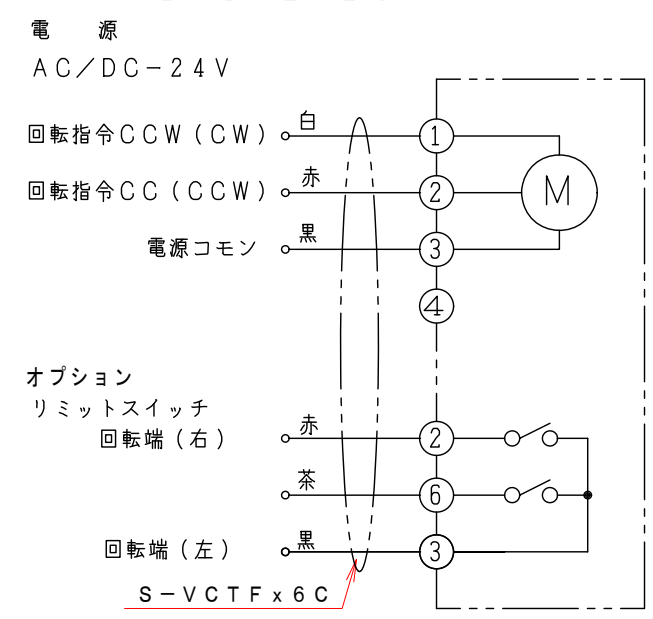 電　源
AC/DC-24V
白
回転指令CCW(CW) 1
赤
回転指令CC(CCW) 2 M
黒
電源コモン 3
4
オプション
リミットスイッチ
赤
回転端(右) 2
茶
6
黒
回転端(左) 3
S-VCTFx6C